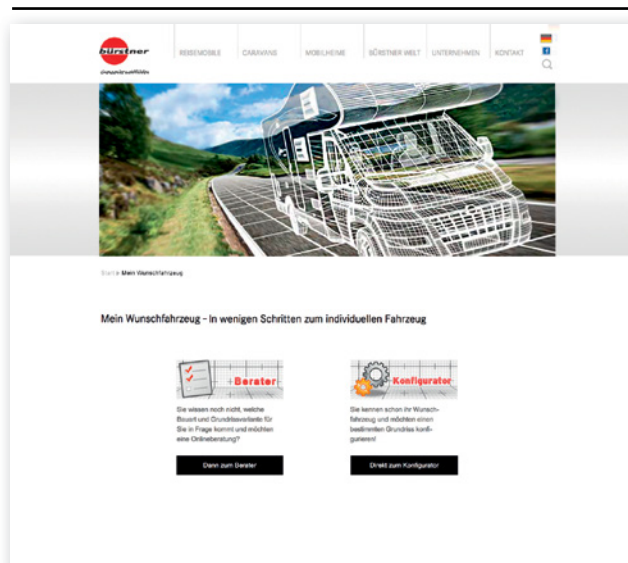 bürstner
REISEMOBILE CARAVANS MOBILHEIME BÜRSTNER WELT UNTERNEHMEN KONTAKT
Start > Mein Wunschfahrzeug
Mein Wunschfahrzeug – In wenigen Schritten zum individuellen Fahrzeug
Berater
Sie wissen noch nicht, welche
Bauart und Grundrissvariante für
Sie in Frage kommt und möchten
eine Onlineberatung?
Dann zum Berater
Konfigurator
Sie kennen schon ihr Wunsch-
fahrzeug und möchten einen
bestimmten Grundriss konfi-
gurieren!
Direkt zum Konfigurator